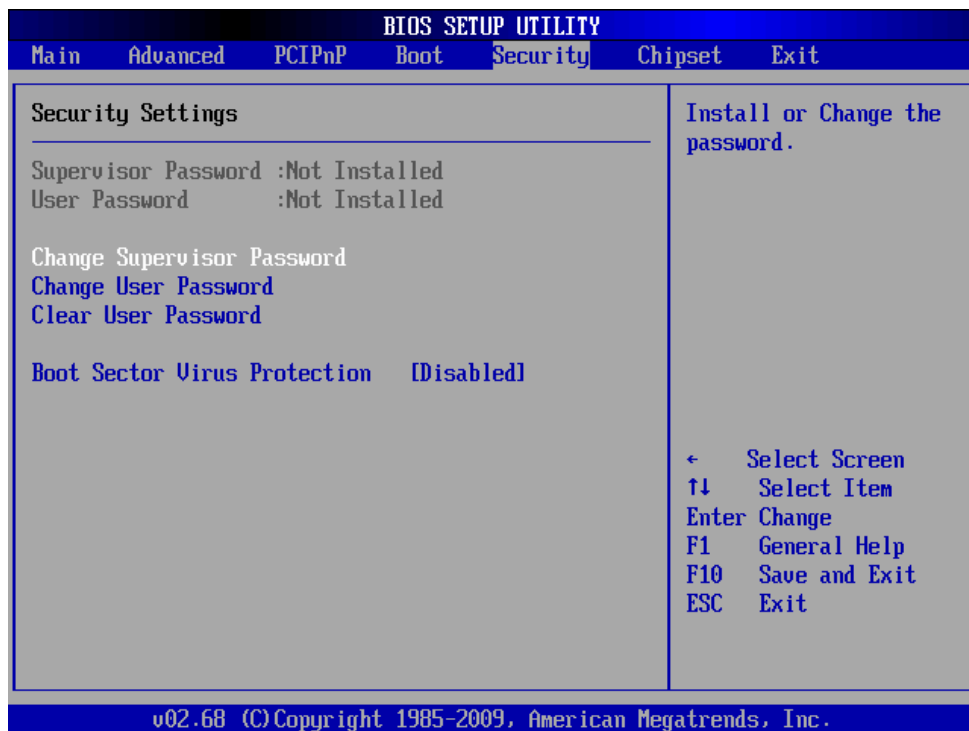 BIOS SETUP UTILITY
Main Advanced PCIPnP Boot Security Chipset Exit
Security Settings
Supervisor Password :Not Installed
User Password :Not Installed
Change Supervisor Password
Change User Password
Clear User Password
Boot Sector Virus Protection [Disabled]
Install or Change the
password.
← Select Screen
↑↓ Select Item
Enter Change
F1 General Help
F10 Save and Exit
ESC Exit
v02.68 (C)Copyright 1985-2009, American Megatrends, Inc.